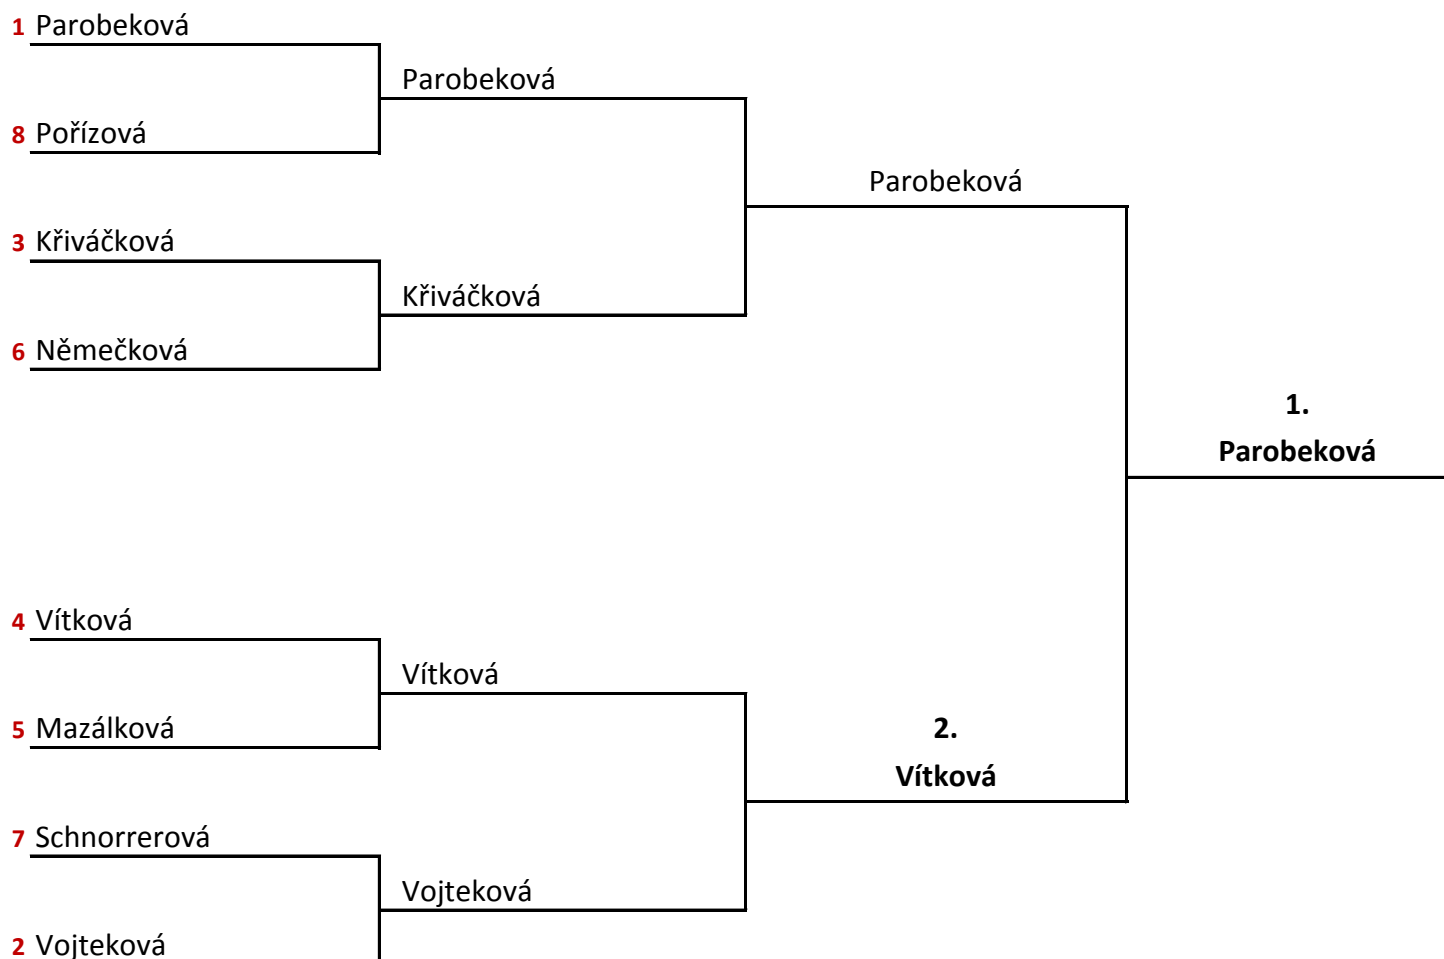 1 Parobeková
Parobeková
8 Pořízová
Parobeková
3 Křiváčková
Křiváčková
6 Němečková
1.
Parobeková
4 Vítková
Vítková
5 Mazálková
2.
Vítková
7 Schnorrerová
Vojteková
2 Vojteková